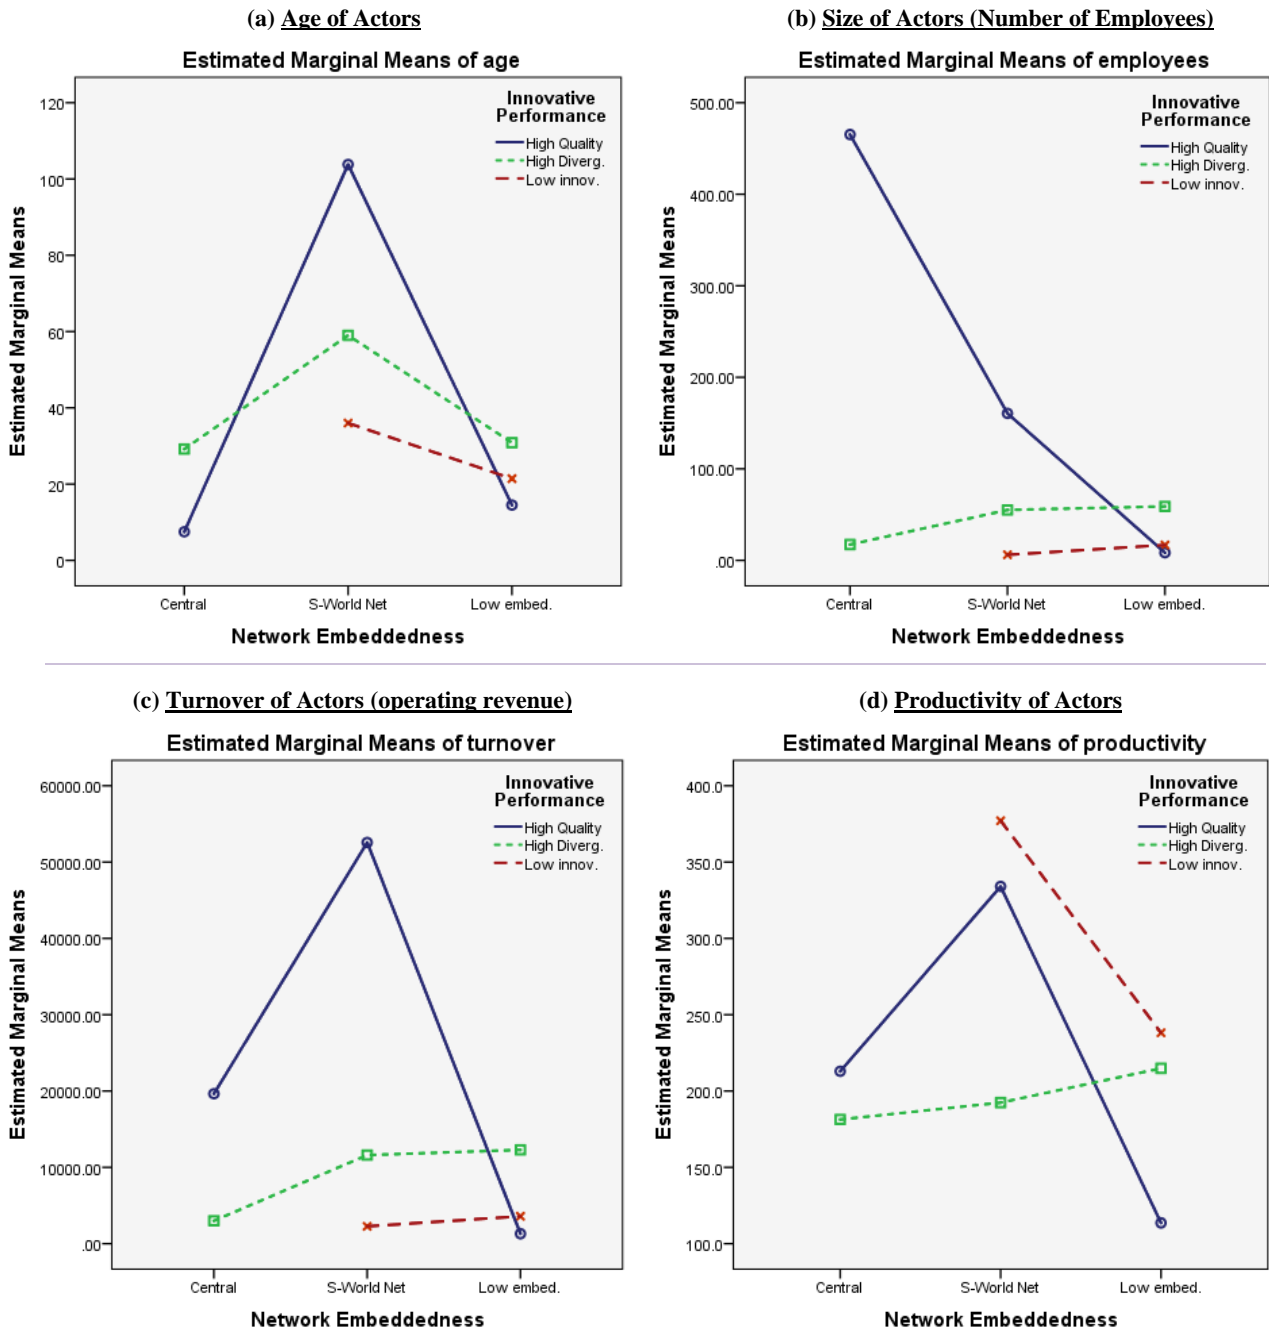 (a) Age of Actors
Estimated Marginal Means of age
Estimated Marginal Means
120
100
80
60
40
20
0
Innovative
Performance
High Quality
High Diverg.
Low innov.
Central
S-World Net
Low embed.
Network Embeddedness
(b) Size of Actors (Number of Employees)
Estimated Marginal Means of employees
Estimated Marginal Means
500.00
400.00
300.00
200.00
100.00
.00
Innovative
Performance
High Quality
High Diverg.
Low innov.
Central
S-World Net
Low embed.
Network Embeddedness
(c) Turnover of Actors (operating revenue)
Estimated Marginal Means of turnover
Estimated Marginal Means
60000.00
50000.00
40000.00
30000.00
20000.00
10000.00
.00
Innovative
Performance
High Quality
High Diverg.
Low innov.
Central
S-World Net
Low embed.
Network Embeddedness
(d) Productivity of Actors
Estimated Marginal Means of productivity
Estimated Marginal Means
400.0
350.0
300.0
250.0
200.0
150.0
100.0
Innovative
Performance
High Quality
High Diverg.
Low innov.
Central
S-World Net
Low embed.
Network Embeddedness